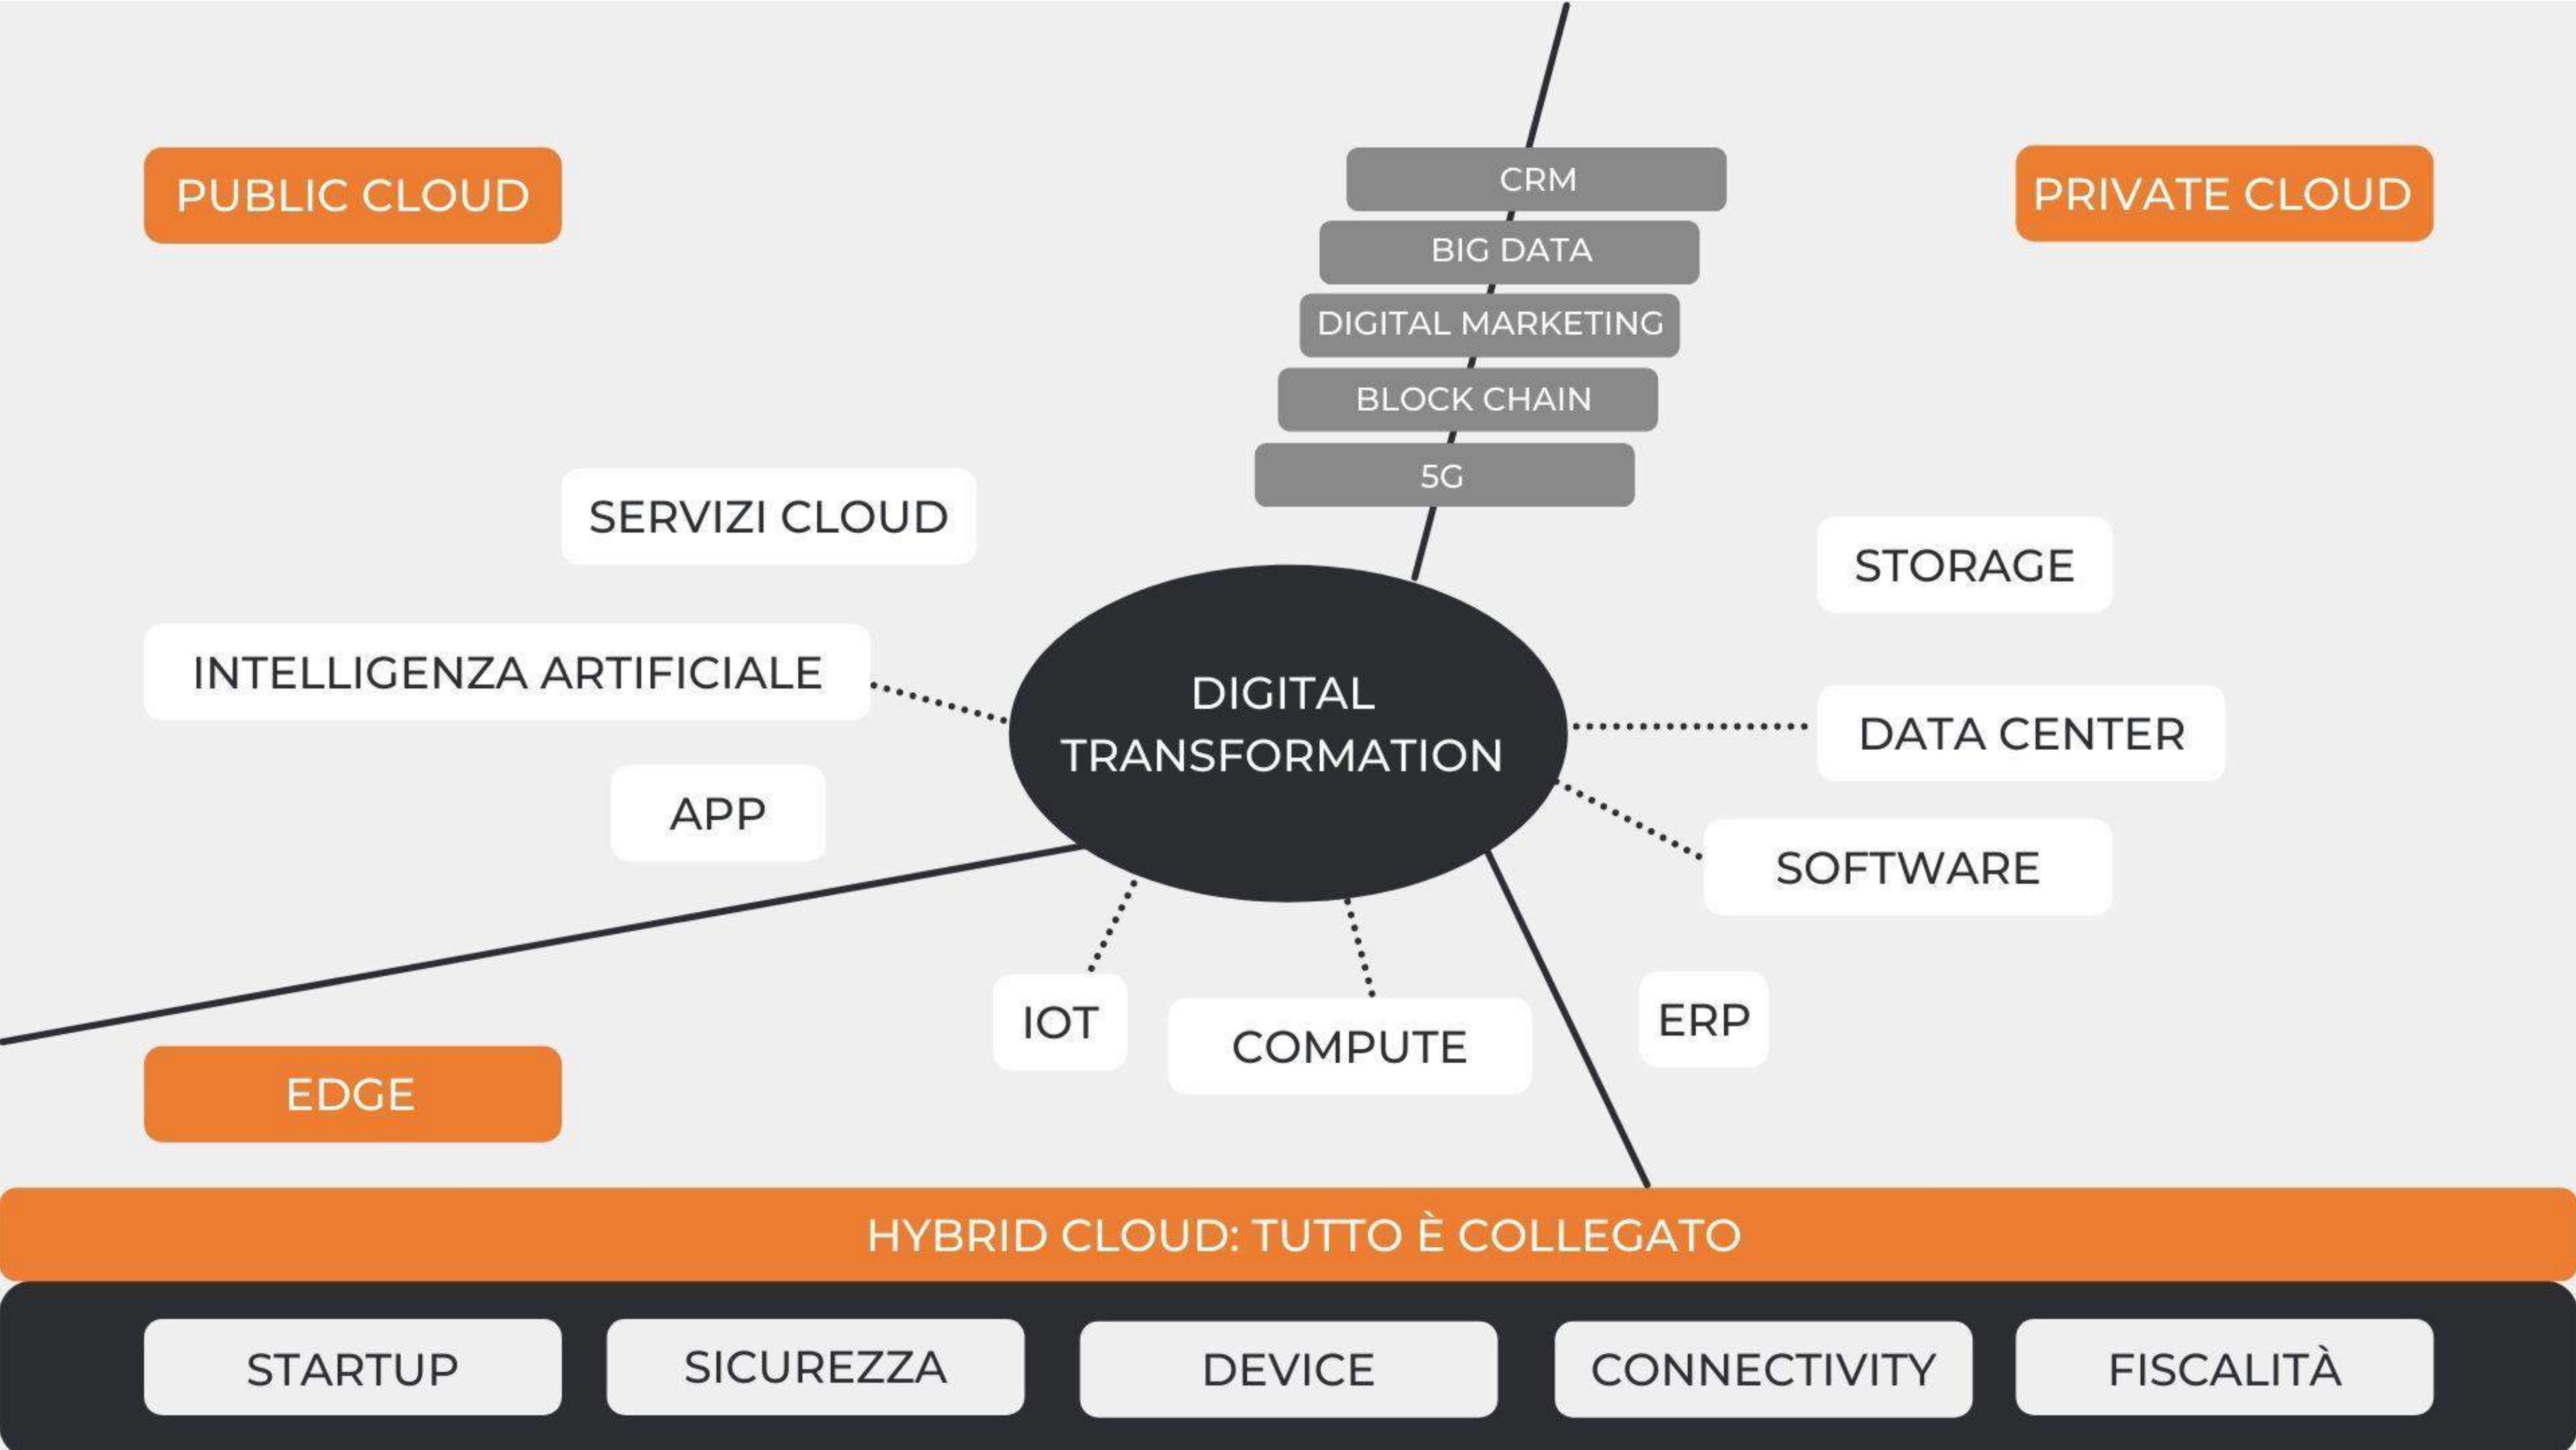 PUBLIC CLOUD
PRIVATE CLOUD
CRM
BIG DATA
DIGITAL MARKETING
BLOCK CHAIN
5G
SERVIZI CLOUD
STORAGE
INTELLIGENZA ARTIFICIALE
DIGITAL
TRANSFORMATION
DATA CENTER
APP
SOFTWARE
IOT
COMPUTE
ERP
EDGE
HYBRID CLOUD: TUTTO È COLLEGATO
STARTUP
SICUREZZA
DEVICE
CONNECTIVITY
FISCALITÀ